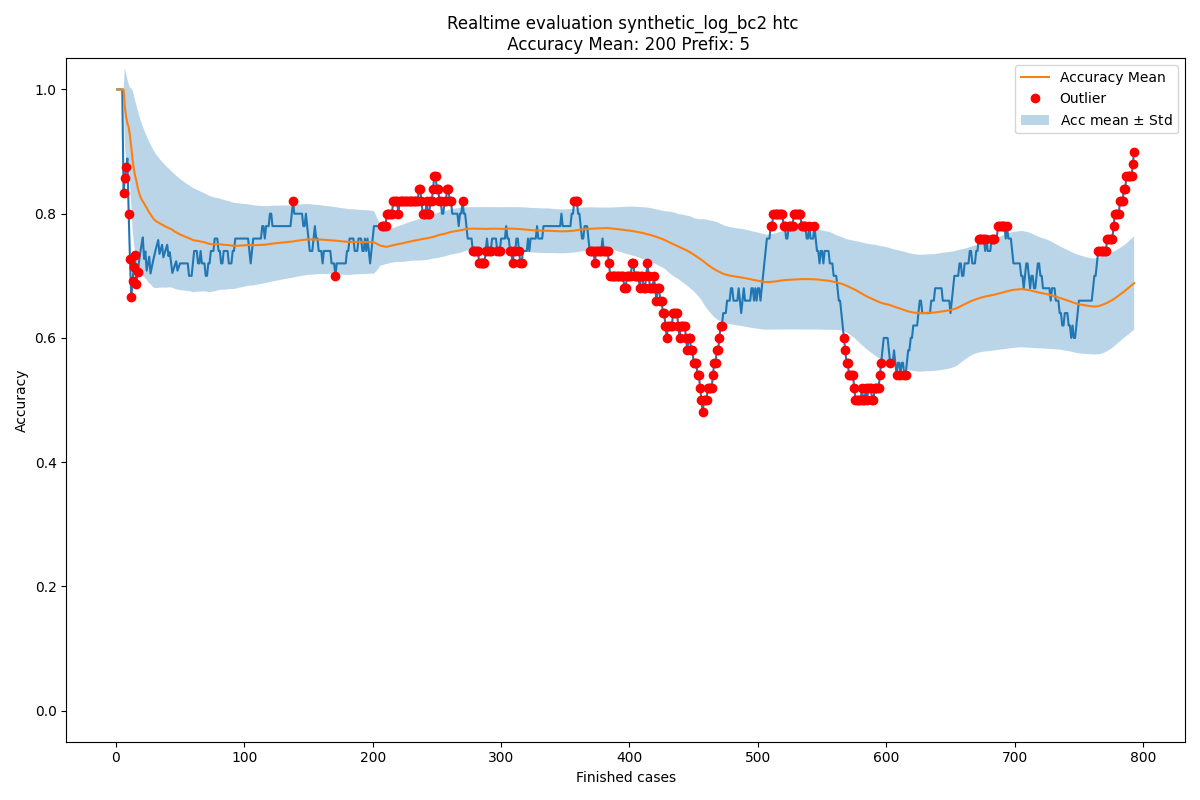 Realtime evaluation synthetic_log_bc2 htc
Accuracy Mean: 200 Prefix: 5
Accuracy Mean
Outlier
Acc mean ± Std
1.0
0.8
0.6
0.4
0.2
0.0
Accuracy
0 100 200 300 400 500 600 700 800
Finished cases